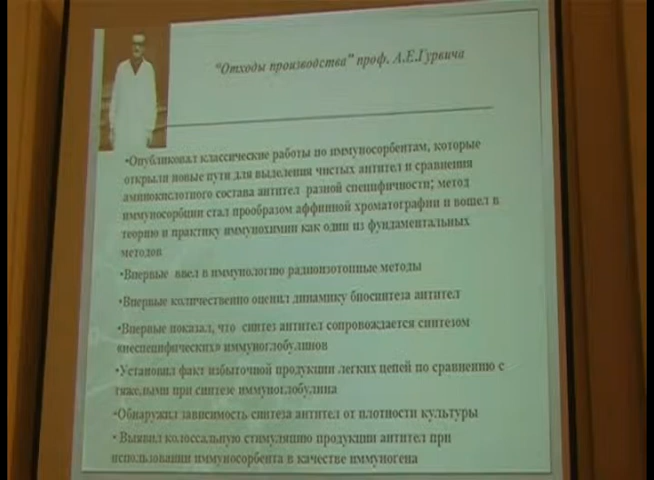 “Отходы производства” проф. А.Е.Гурвича
•Опубликовал классические работы по иммуносорбентам, которые
открыли новые пути для выделения чистых антител и сравнения
аминокислотного состава антител разной специфичности; метод
иммуносорбции стал прообразом аффинной хроматографии и вошел в
теорию и практику иммунохимии как один из фундаментальных
методов
•Впервые ввел в иммунологию радиоизотопные методы
•Впервые количественно оценил динамику биосинтеза антител
•Впервые показал, что синтез антител сопровождается синтезом
«неспецифических» иммуноглобулинов
•Установил факт избыточной продукции легких цепей по сравнению с
тяжелыми при синтезе иммуноглобулина
•Обнаружил зависимость синтеза антител от плотности культуры
• Выявил колоссальную стимуляцию продукции антител при
использовании иммуносорбента в качестве иммуногена